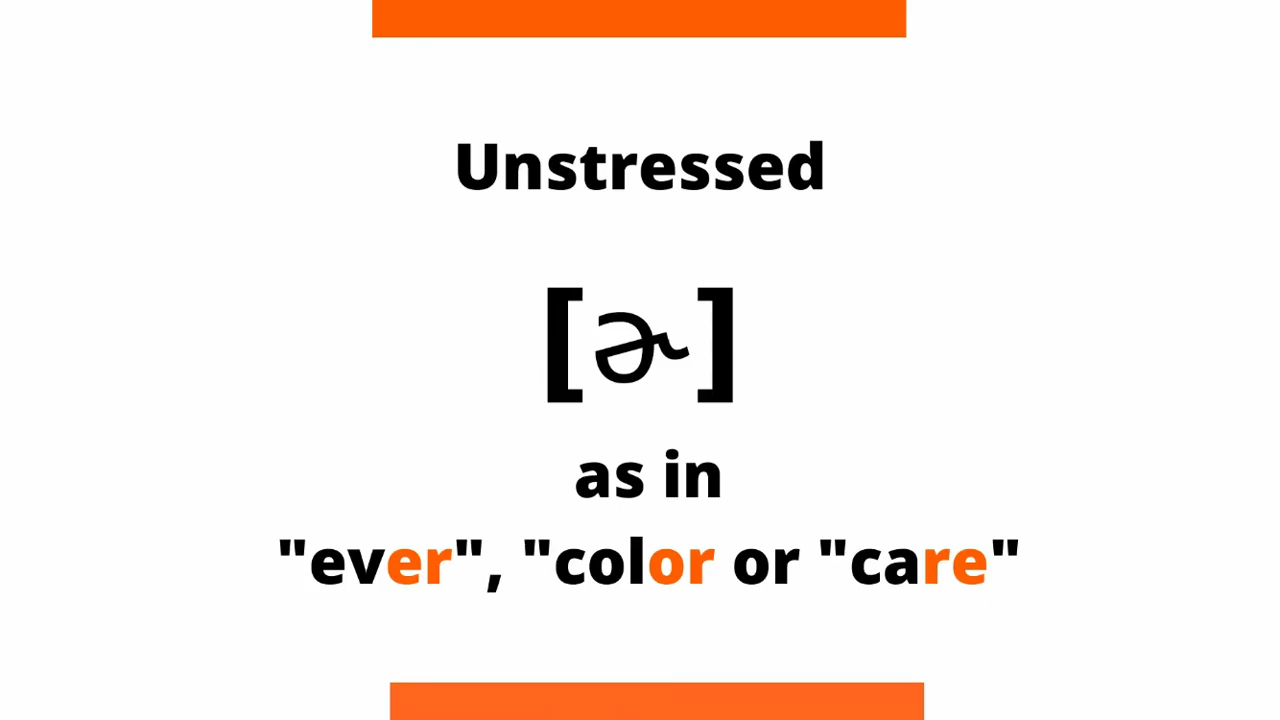 Unstressed
[ɚ]
as in
"ever", "color or "care"